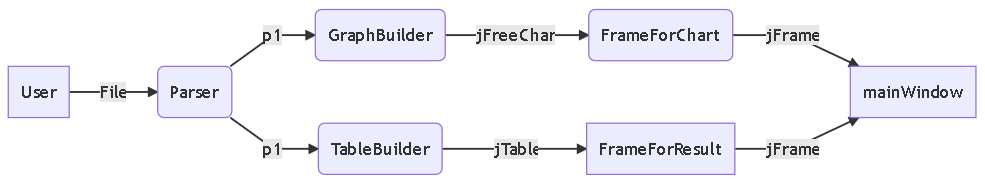 User
File
Parser
p1
GraphBuilder
jFreeChar
FrameForChart
jFrame
p1
TableBuilder
jTable
FrameForResult
jFrame
mainWindow